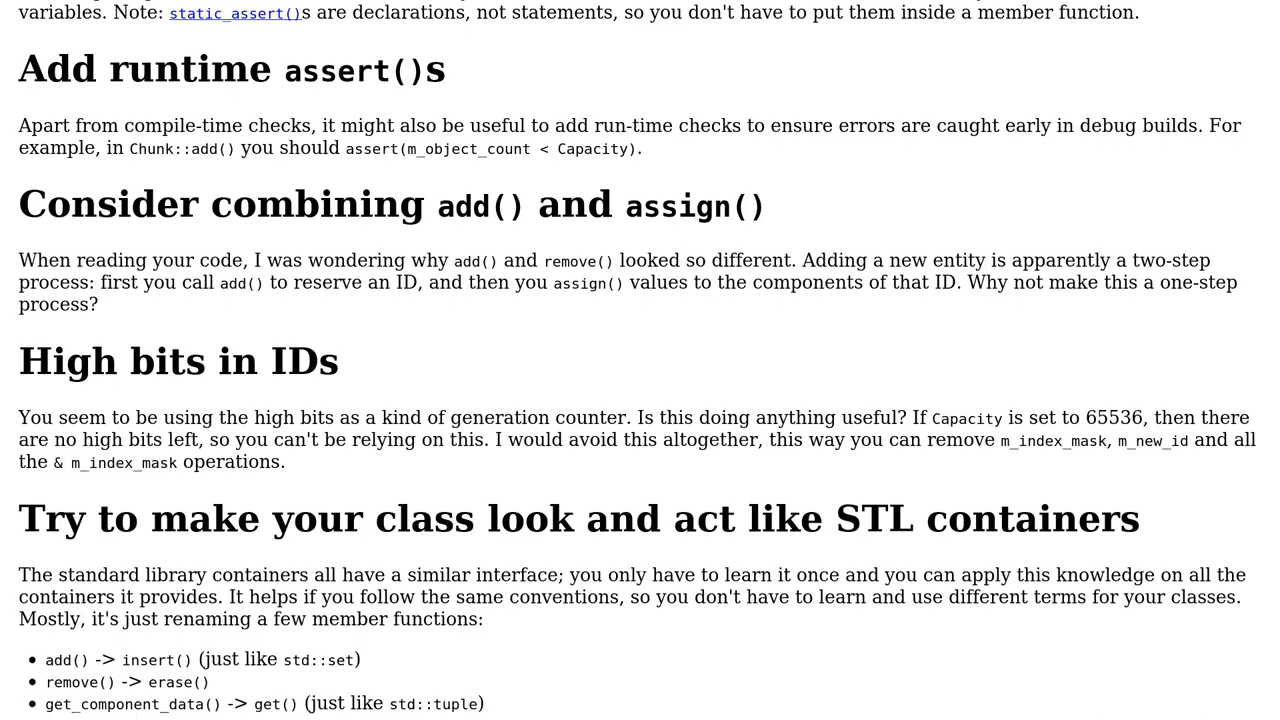 variables. Note: static_assert()s are declarations, not statements, so you don't have to put them inside a member function.
Add runtime assert()s
Apart from compile-time checks, it might also be useful to add run-time checks to ensure errors are caught early in debug builds. For
example, in Chunk::add() you should assert(m_object_count < Capacity).
Consider combining add() and assign()
When reading your code, I was wondering why add() and remove() looked so different. Adding a new entity is apparently a two-step
process: first you call add() to reserve an ID, and then you assign() values to the components of that ID. Why not make this a one-step
process?
High bits in IDs
You seem to be using the high bits as a kind of generation counter. Is this doing anything useful? If Capacity is set to 65536, then there
are no high bits left, so you can't be relying on this. I would avoid this altogether, this way you can remove m_index_mask, m_new_id and all
the & m_index_mask operations.
Try to make your class look and act like STL containers
The standard library containers all have a similar interface; you only have to learn it once and you can apply this knowledge on all the
containers it provides. It helps if you follow the same conventions, so you don't have to learn and use different terms for your classes.
Mostly, it's just renaming a few member functions:
• add() -> insert() (just like std::set)
• remove() -> erase()
• get_component_data() -> get() (just like std::tuple)